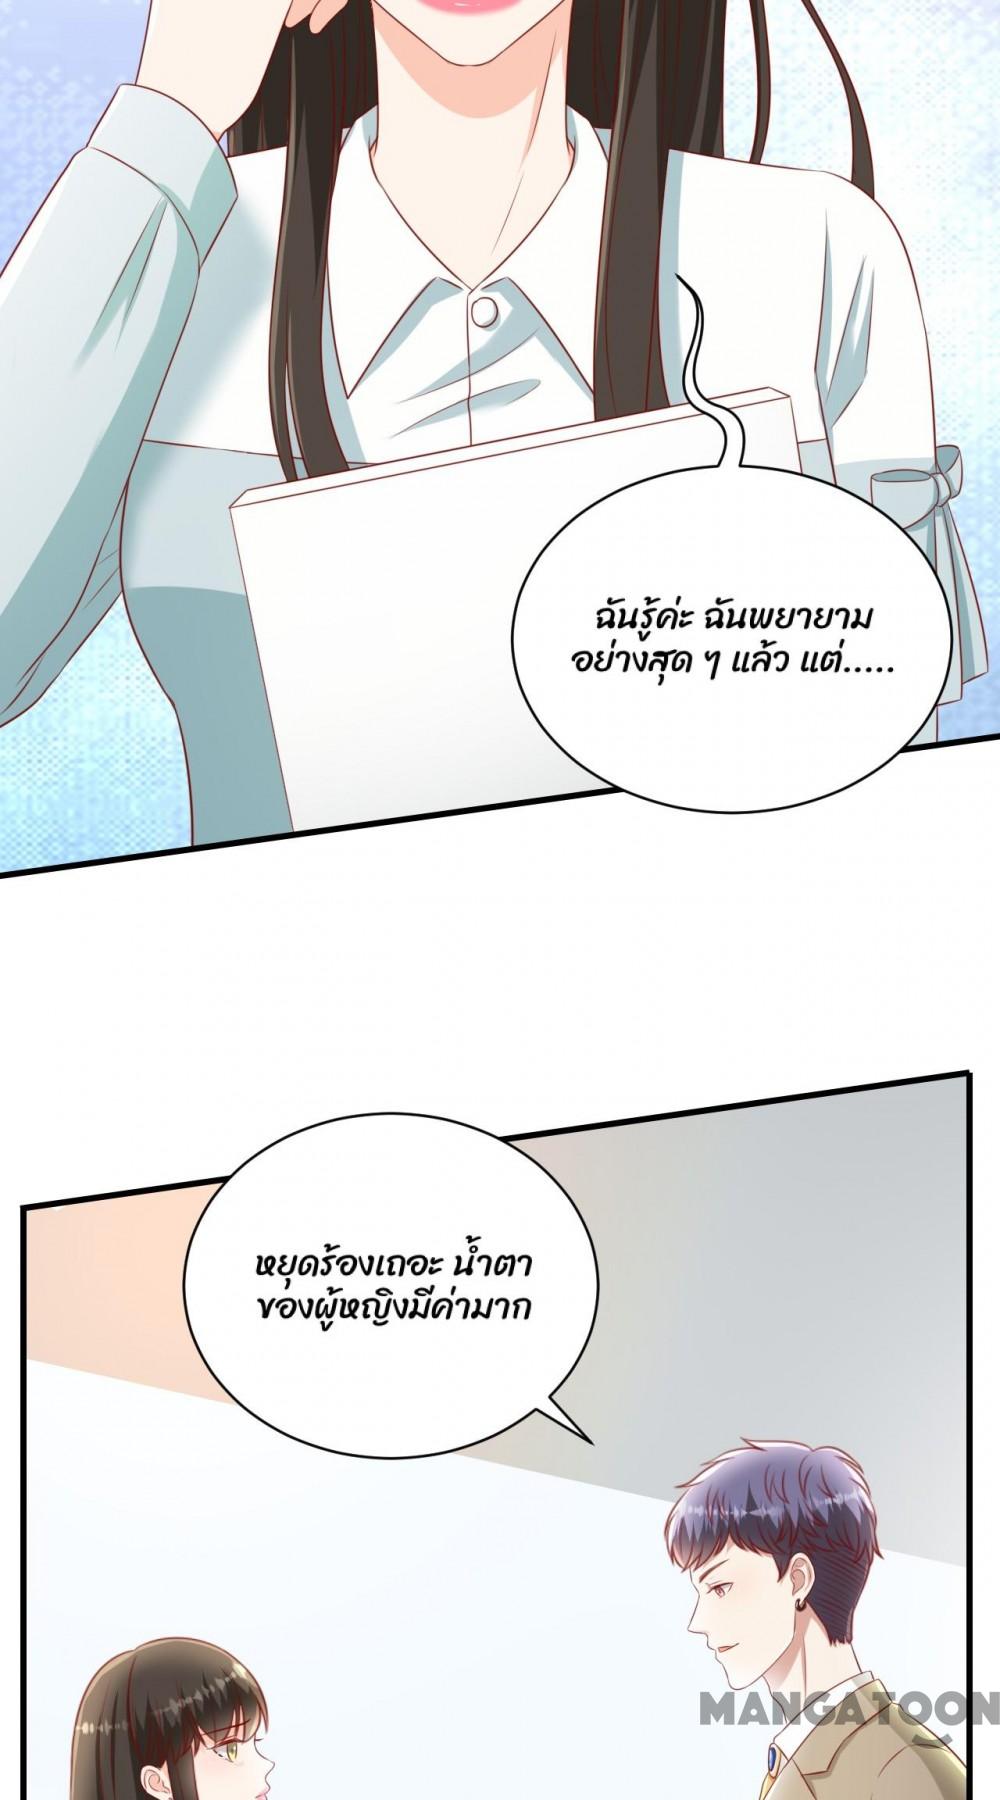 ฉันรู้ค่ะ ฉันพยายาม
อย่างสุด ๆ แล้ว แต่.....
หยุดร้องเถอะ น้ำตา
ของผู้หญิงมีค่ามาก
MANGATOON